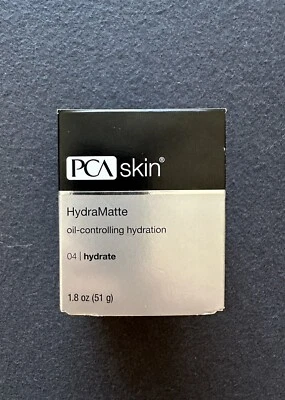 PCA skin®
HydraMatte
oil-controlling hydration
04 | hydrate
1.8 oz (51 g)